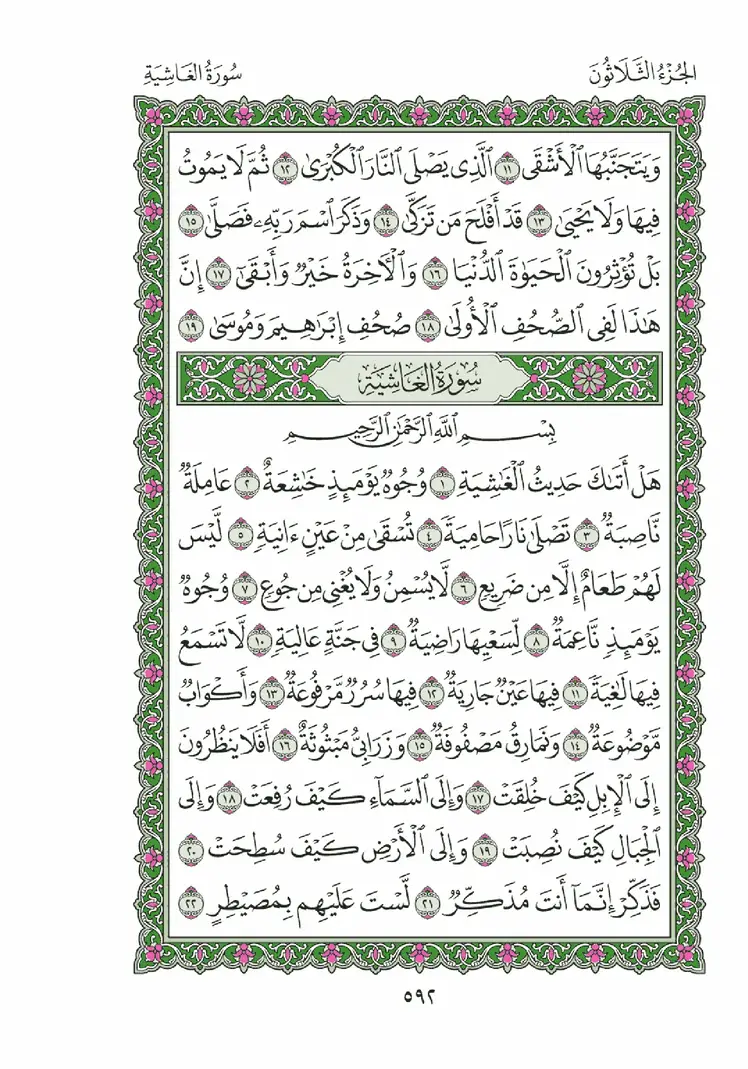 الجُزْءُ الثَّلَاثُونَ
سُورَةُ الغَاشِيَةِ
وَيَتَجَنَّبُهَا ٱلْأَشْقَى ١١ ٱلَّذِى يَصْلَى ٱلنَّارَ ٱلْكُبْرَىٰ ١٢ ثُمَّ لَا يَمُوتُ
فِيهَا وَلَا يَحْيَىٰ ١٣ قَدْ أَفْلَحَ مَن تَزَكَّىٰ ١٤ وَذَكَرَ ٱسْمَ رَبِّهِۦ فَصَلَّىٰ ١٥
بَلْ تُؤْثِرُونَ ٱلْحَيَوٰةَ ٱلدُّنْيَا ١٦ وَٱلْأَخِرَةُ خَيْرٌ وَأَبْقَىٰٓ ١٧ إِنَّ
هَـٰذَا لَفِى ٱلصُّحُفِ ٱلْأُولَىٰ ١٨ صُحُفِ إِبْرَٰهِيمَ وَمُوسَىٰ ١٩
سُورَةُ الغَاشِيَةِ
بِسْمِ ٱللَّهِ ٱلرَّحْمَـٰنِ ٱلرَّحِيمِ
هَلْ أَتَىٰكَ حَدِيثُ ٱلْغَـٰشِيَةِ ١ وُجُوهٌ يَوْمَئِذٍ خَـٰشِعَةٌ ٢ عَامِلَةٌ
نَّاصِبَةٌ ٣ تَصْلَىٰ نَارًا حَامِيَةً ٤ تُسْقَىٰ مِنْ عَيْنٍ ءَانِيَةٍ ٥ لَّيْسَ
لَهُمْ طَعَامٌ إِلَّا مِن ضَرِيعٍ ٦ لَّا يُسْمِنُ وَلَا يُغْنِى مِن جُوعٍ ٧ وُجُوهٌ
يَوْمَئِذٍ نَّاعِمَةٌ ٨ لِّسَعْيِهَا رَاضِيَةٌ ٩ فِى جَنَّةٍ عَالِيَةٍ ١٠ لَّا تَسْمَعُ
فِيهَا لَـٰغِيَةً ١١ فِيهَا عَيْنٌ جَارِيَةٌ ١٢ فِيهَا سُرُرٌ مَّرْفُوعَةٌ ١٣ وَأَكْوَابٌ
مَّوْضُوعَةٌ ١٤ وَنَمَارِقُ مَصْفُوفَةٌ ١٥ وَزَرَابِىُّ مَبْثُوثَةٌ ١٦ أَفَلَا يَنظُرُونَ
إِلَى ٱلْإِبِلِ كَيْفَ خُلِقَتْ ١٧ وَإِلَى ٱلسَّمَآءِ كَيْفَ رُفِعَتْ ١٨ وَإِلَى
ٱلْجِبَالِ كَيْفَ نُصِبَتْ ١٩ وَإِلَى ٱلْأَرْضِ كَيْفَ سُطِحَتْ ٢٠
فَذَكِّرْ إِنَّمَآ أَنتَ مُذَكِّرٌ ٢١ لَّسْتَ عَلَيْهِم بِمُصَيْطِرٍ ٢٢
٥٩٢